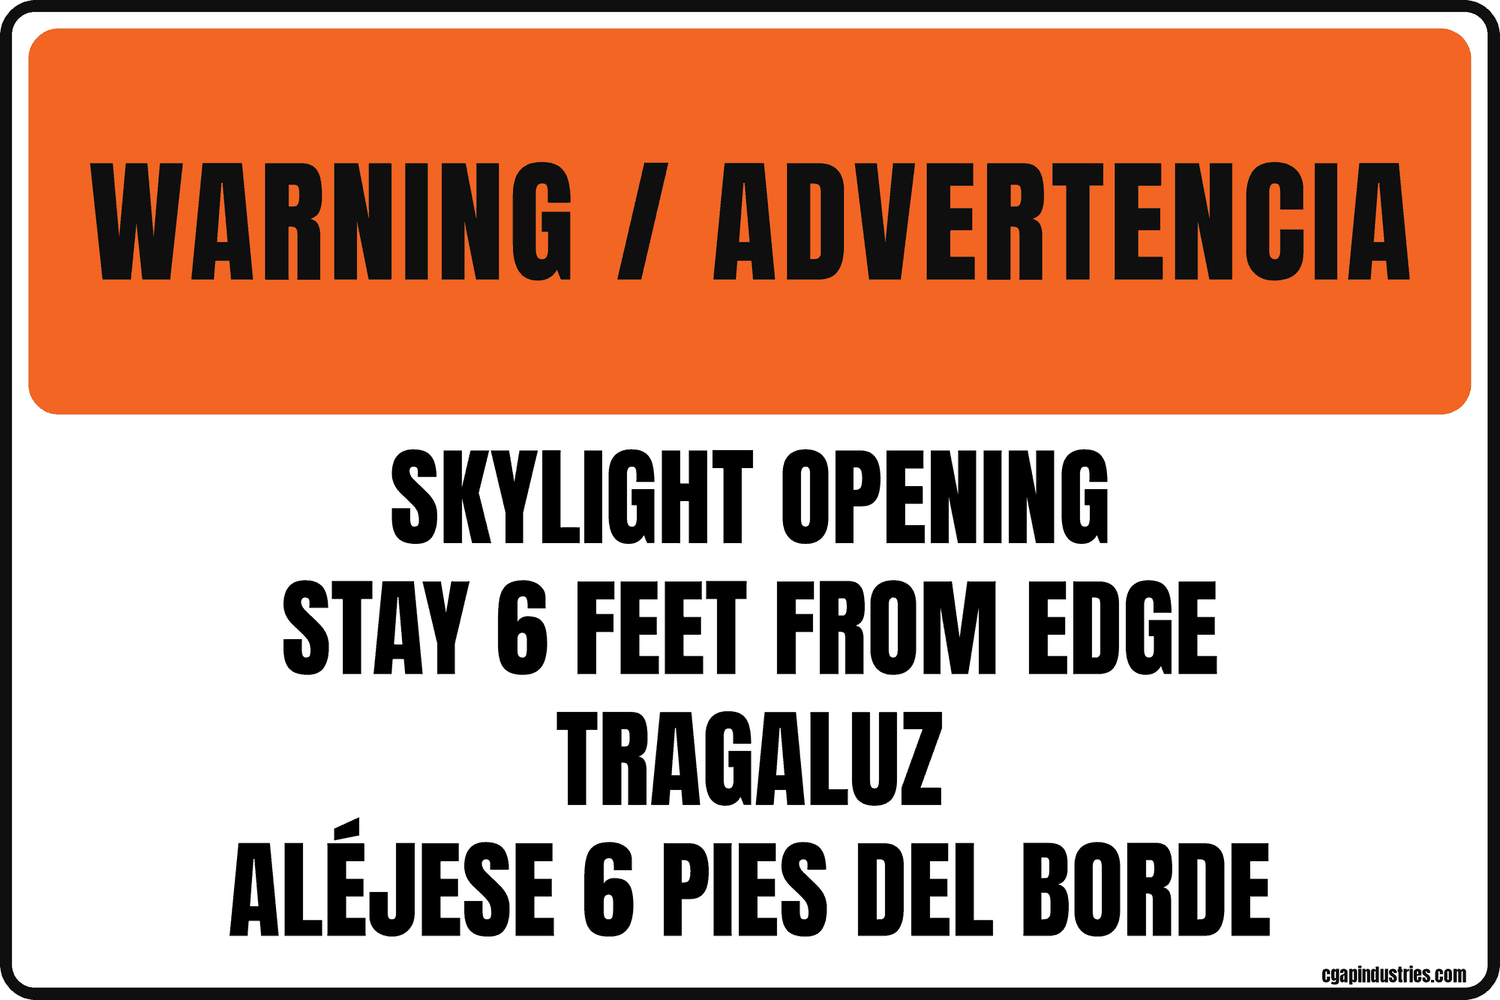 WARNING / ADVERTENCIA
SKYLIGHT OPENING
STAY 6 FEET FROM EDGE
TRAGALUZ
ALÉJESE 6 PIES DEL BORDE
cgapindustries.com